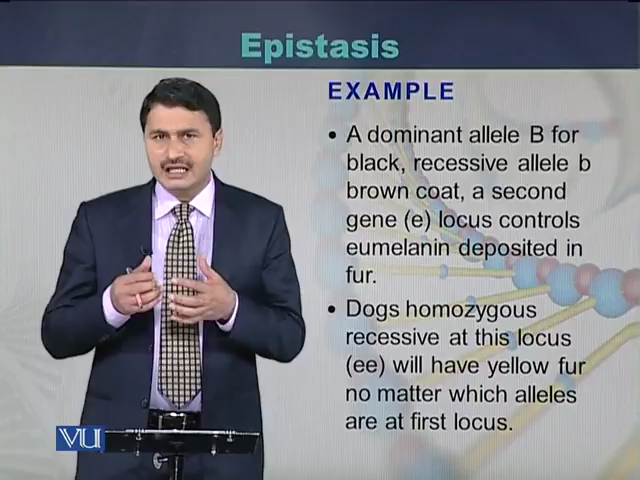 Epistasis
EXAMPLE
• A dominant allele B for
black, recessive allele b
brown coat, a second
gene (e) locus controls
eumelanin deposited in
fur.
• Dogs homozygous
recessive at this locus
(ee) will have yellow fur
no matter which alleles
are at first locus.
VU